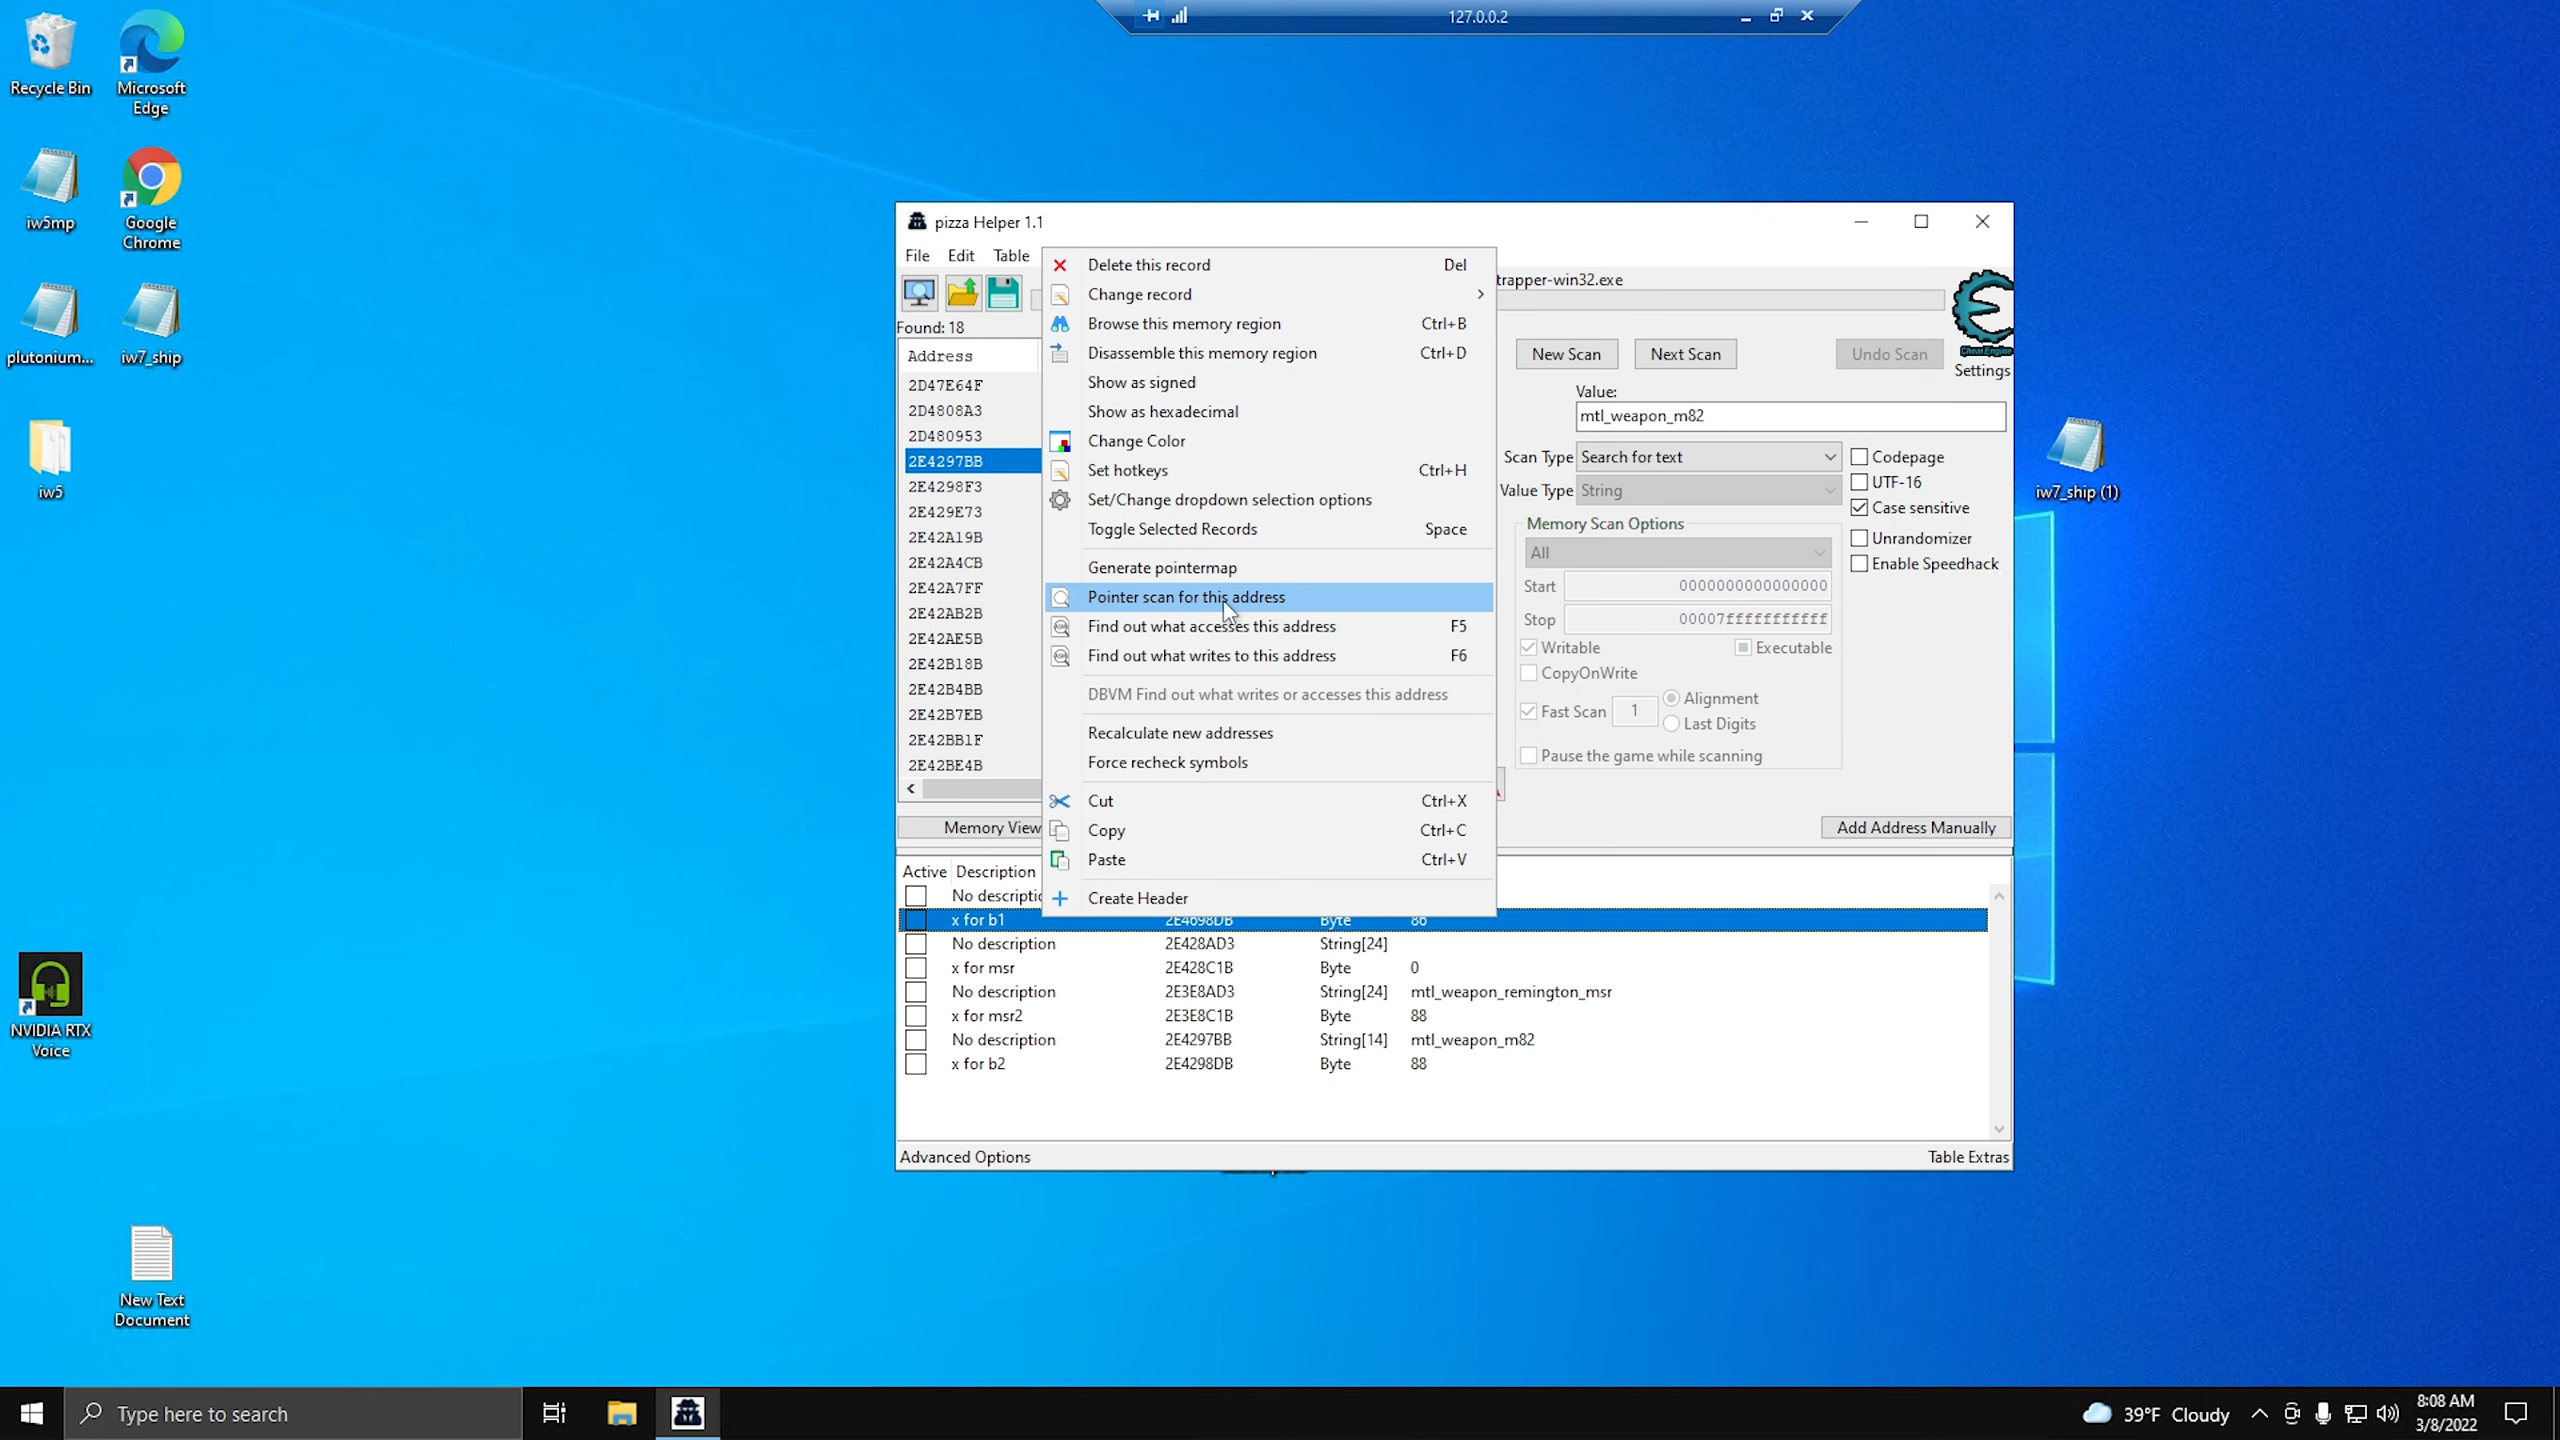 127.0.0.2
Recycle Bin
Microsoft
Edge
iw5mp
Google
Chrome
plutonium...
iw7_ship
iw5
NVIDIA RTX
Voice
New Text
Document
iw7_ship (1)
pizza Helper 1.1
File Edit Table
trapper-win32.exe
Found: 18
Address
2D47E64F
2D4808A3
2D480953
2E4297BB
2E4298F3
2E429E73
2E42A19B
2E42A4CB
2E42A7FF
2E42AB2B
2E42AE5B
2E42B18B
2E42B4BB
2E42B7EB
2E42BB1F
2E42BE4B
Memory View
Delete this record Del
Change record
Browse this memory region Ctrl+B
Disassemble this memory region Ctrl+D
Show as signed
Show as hexadecimal
Change Color
Set hotkeys Ctrl+H
Set/Change dropdown selection options
Toggle Selected Records Space
Generate pointermap
Pointer scan for this address
Find out what accesses this address F5
Find out what writes to this address F6
DBVM Find out what writes or accesses this address
Recalculate new addresses
Force recheck symbols
Cut Ctrl+X
Copy Ctrl+C
Paste Ctrl+V
Create Header
New Scan Next Scan Undo Scan
Cheat Engine
Settings
Value:
mtl_weapon_m82
Scan Type Search for text
Value Type String
Codepage
UTF-16
Case sensitive
Unrandomizer
Enable Speedhack
Memory Scan Options
All
Start 0000000000000000
Stop 00007fffffffffff
Writable Executable
CopyOnWrite
Fast Scan 1 Alignment
Last Digits
Pause the game while scanning
Add Address Manually
Active Description
No descripti
x for b1 2E4698DB Byte 86
No description 2E428AD3 String[24]
x for msr 2E428C1B Byte 0
No description 2E3E8AD3 String[24] mtl_weapon_remington_msr
x for msr2 2E3E8C1B Byte 88
No description 2E4297BB String[14] mtl_weapon_m82
x for b2 2E4298DB Byte 88
Advanced Options Table Extras
Type here to search
39°F Cloudy
8:08 AM
3/8/2022